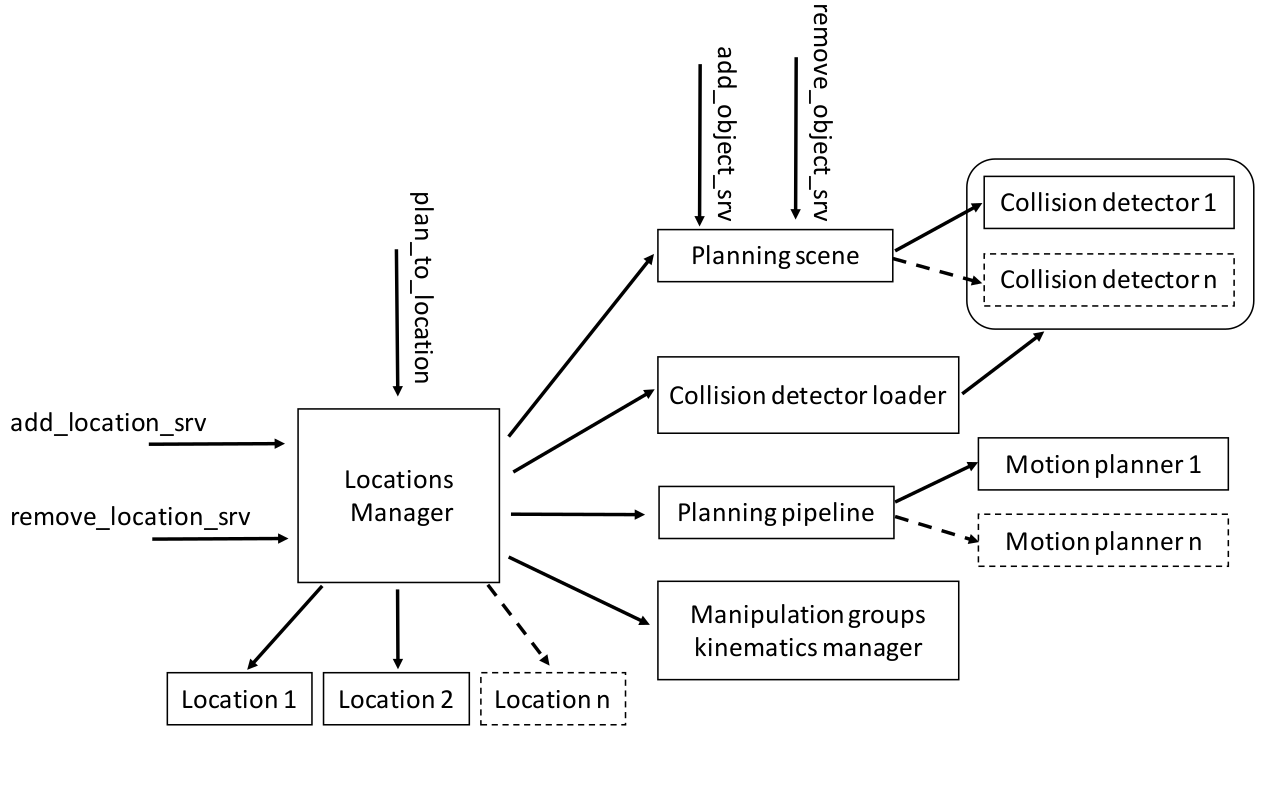 remove_object_srv
add_object_srv
plan_to_location
Collision detector 1
Planning scene
Collision detector n
Collision detector loader
add_location_srv
Locations
Manager
Motion planner 1
remove_location_srv
Planning pipeline
Motion planner n
Manipulation groups
kinematics manager
Location 1
Location 2
Location n